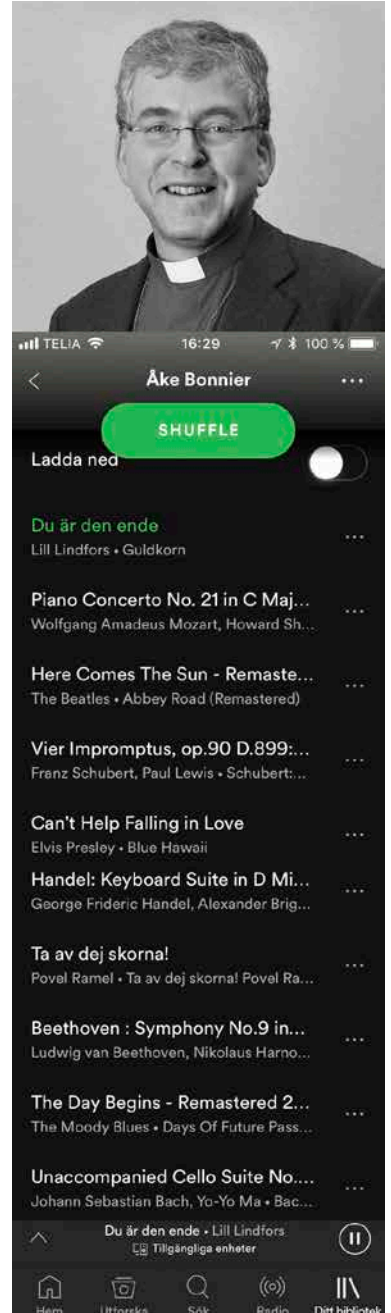 TELIA 16:29 100 %
Åke Bonnier ...
SHUFFLE
Ladda ned
Du är den ende
Lill Lindfors • Guldkorn
Piano Concerto No. 21 in C Maj...
Wolfgang Amadeus Mozart, Howard Sh...
Here Comes The Sun - Remaste...
The Beatles • Abbey Road (Remastered)
Vier Impromptus, op.90 D.899:...
Franz Schubert, Paul Lewis • Schubert:...
Can't Help Falling in Love
Elvis Presley • Blue Hawaii
Handel: Keyboard Suite in D Mi...
George Frideric Handel, Alexander Brig...
Ta av dej skorna!
Povel Ramel • Ta av dej skorna! Povel Ra...
Beethoven : Symphony No.9 in...
Ludwig van Beethoven, Nikolaus Harno...
The Day Begins - Remastered 2...
The Moody Blues • Days Of Future Pass...
Unaccompanied Cello Suite No....
Johann Sebastian Bach, Yo-Yo Ma • Bac...
Du är den ende • Lill Lindfors
Tillgängliga enheter
Hem Utforska Sök Radio Ditt bibliotek